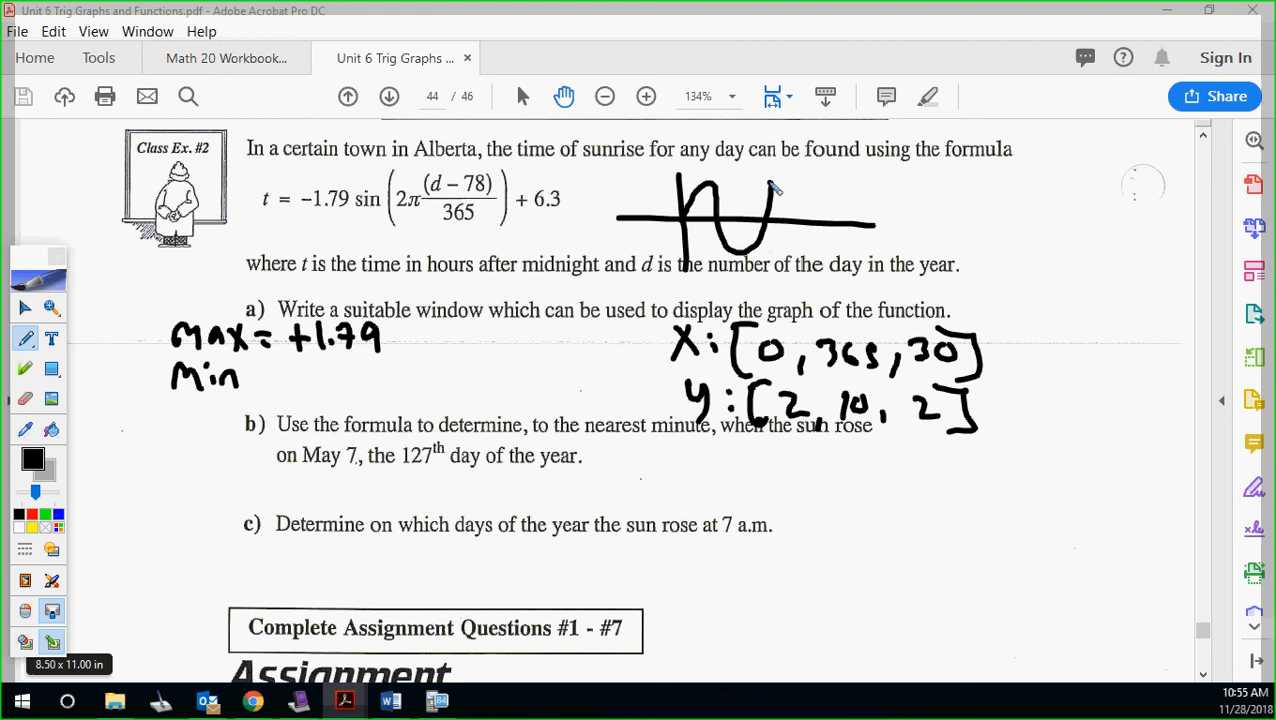 Unit 6 Trig Graphs and Functions.pdf - Adobe Acrobat Pro DC
File Edit View Window Help
Home Tools Math 20 Workbook... Unit 6 Trig Graphs ... ×
44 / 46 134% Sign In Share
Class Ex. #2
In a certain town in Alberta, the time of sunrise for any day can be found using the formula
t = −1.79 sin (2π (d − 78)/365) + 6.3
where t is the time in hours after midnight and d is the number of the day in the year.
a) Write a suitable window which can be used to display the graph of the function.
max = +1.79
Min
x: [0, 365, 30]
y: [2, 10, 2]
b) Use the formula to determine, to the nearest minute, when the sun rose
on May 7, the 127th day of the year.
c) Determine on which days of the year the sun rose at 7 a.m.
Complete Assignment Questions #1 - #7
Assignment
8.50 x 11.00 in
10:55 AM
11/28/2018